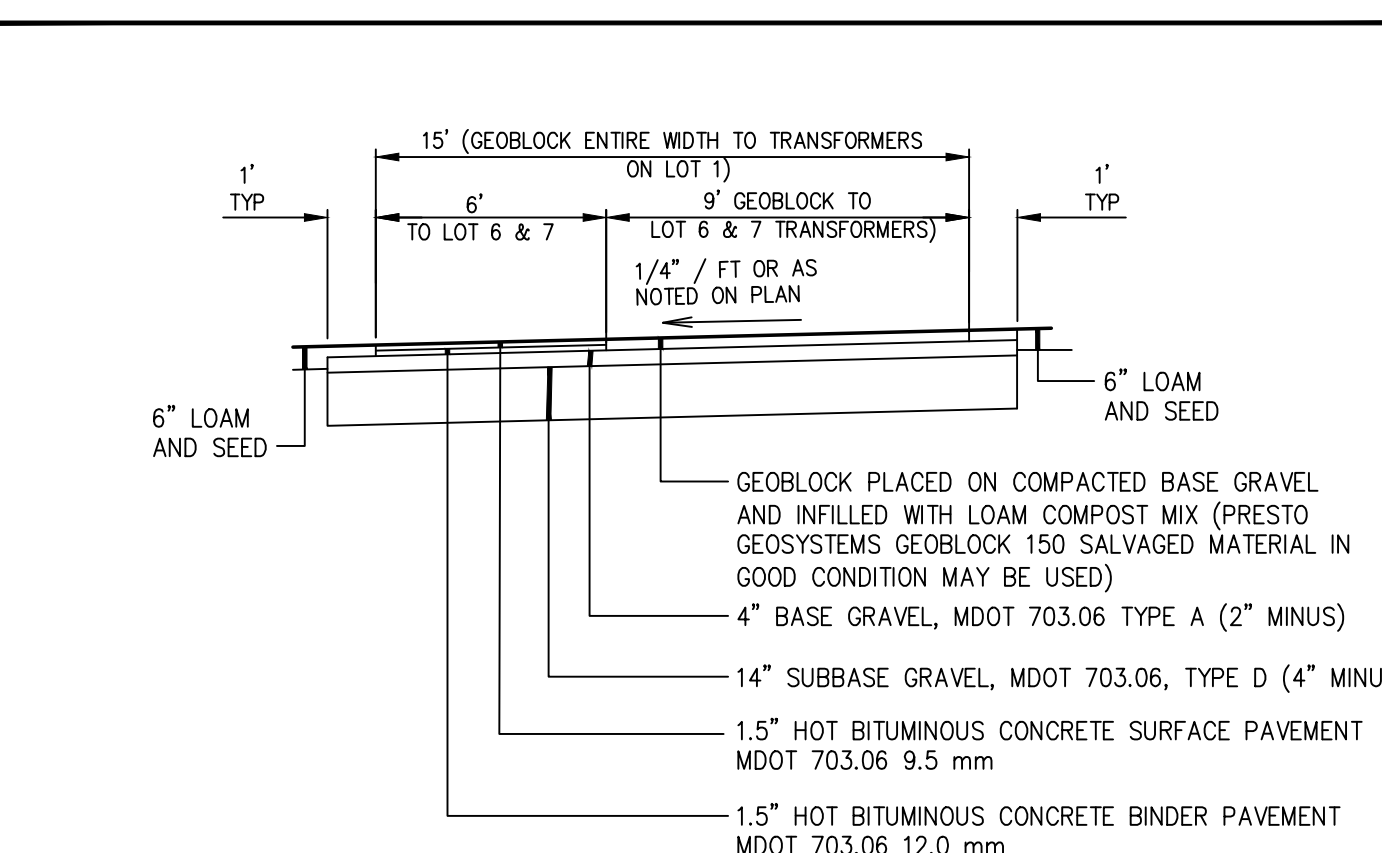 15' (GEOBLOCK ENTIRE WIDTH TO TRANSFORMERS
ON LOT 1)
1'
TYP
6'
TO LOT 6 & 7
9' GEOBLOCK TO
LOT 6 & 7 TRANSFORMERS)
1'
TYP
1/4" / FT OR AS
NOTED ON PLAN
6" LOAM
AND SEED
6" LOAM
AND SEED
GEOBLOCK PLACED ON COMPACTED BASE GRAVEL
AND INFILLED WITH LOAM COMPOST MIX (PRESTO
GEOSYSTEMS GEOBLOCK 150 SALVAGED MATERIAL IN
GOOD CONDITION MAY BE USED)
4" BASE GRAVEL, MDOT 703.06 TYPE A (2" MINUS)
14" SUBBASE GRAVEL, MDOT 703.06, TYPE D (4" MINU
1.5" HOT BITUMINOUS CONCRETE SURFACE PAVEMENT
MDOT 703.06 9.5 mm
1.5" HOT BITUMINOUS CONCRETE BINDER PAVEMENT
MDOT 703.06 12.0 mm